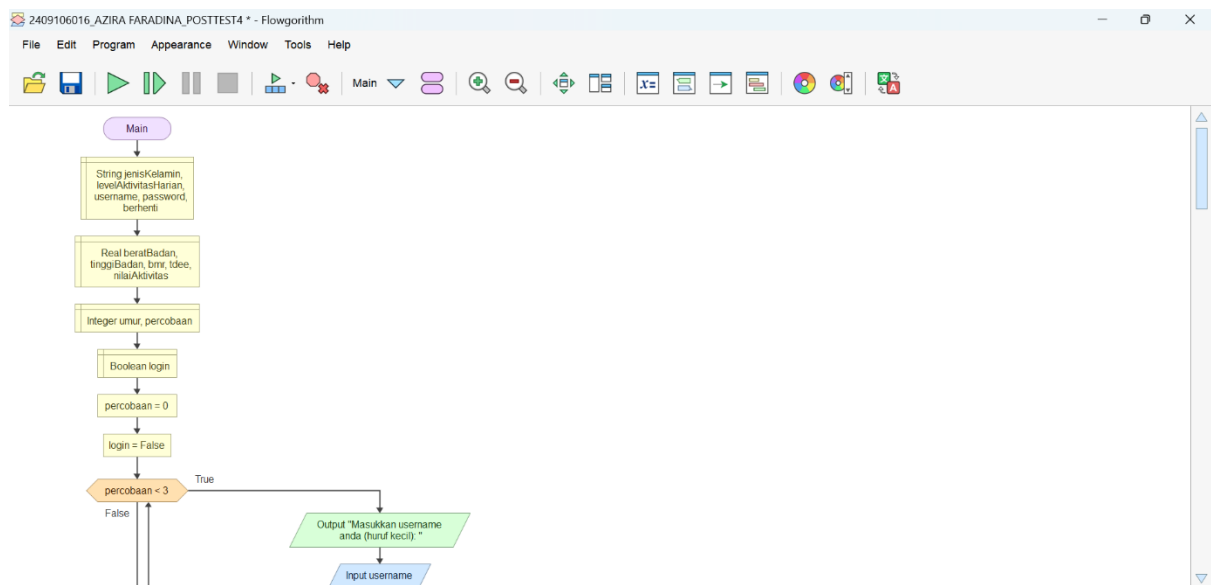 2409106016_AZIRA FARADINA_POSTTEST4 * - Flowgorithm
File Edit Program Appearance Window Tools Help
Main
x=
Main
String jenisKelamin,
levelAktivitasHarian,
username, password,
berhenti
Real beratBadan,
tinggiBadan, bmr, tdee,
nilaiAktivitas
Integer umur, percobaan
Boolean login
percobaan = 0
login = False
percobaan < 3
True
False
Output "Masukkan username
anda (huruf kecil): "
Input username